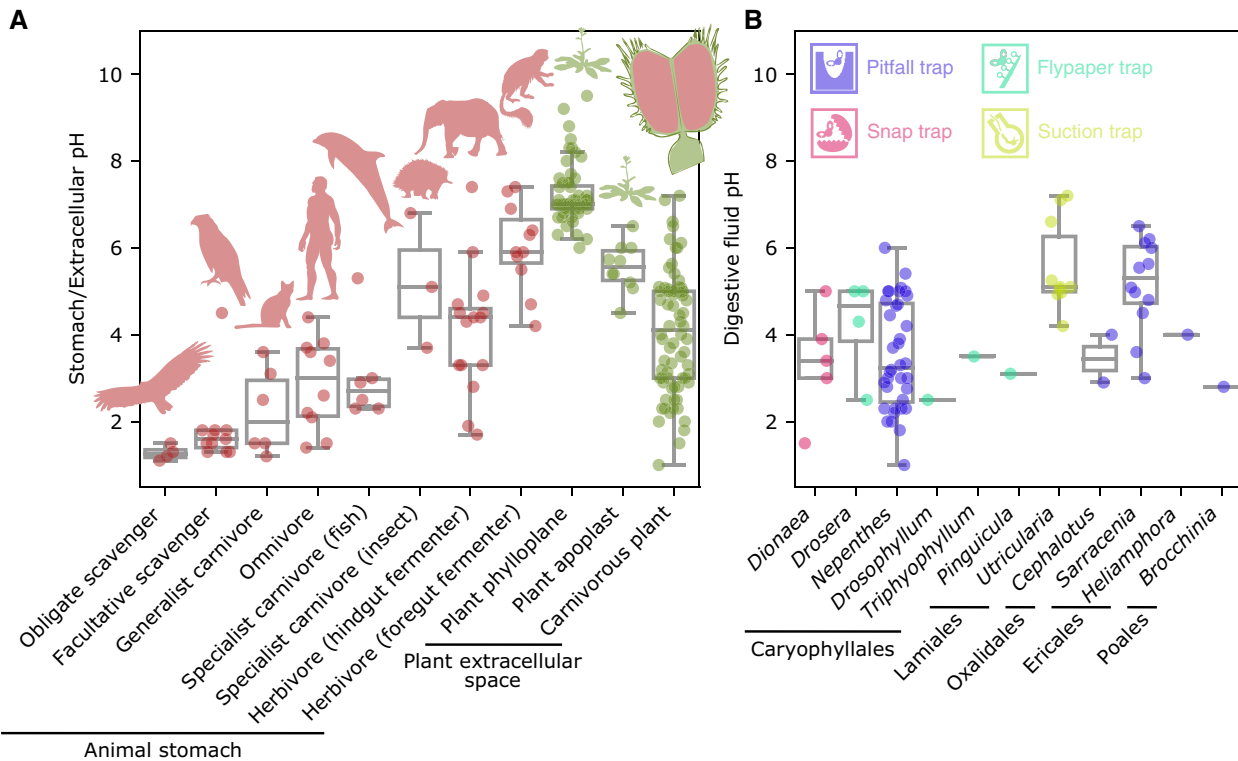 A
Stomach/Extracellular pH
10
8
6
4
2
Obligate scavenger
Facultative scavenger
Generalist carnivore
Omnivore
Specialist carnivore (fish)
Specialist carnivore (insect)
Herbivore (hindgut fermenter)
Herbivore (foregut fermenter)
Plant phylloplane
Plant apoplast
Carnivorous plant
Plant extracellular
space
Animal stomach
B
Digestive fluid pH
10
8
6
4
2
Pitfall trap
Flypaper trap
Snap trap
Suction trap
Dionaea
Drosera
Nepenthes
Drosophyllum
Triphyophyllum
Pinguicula
Utricularia
Cephalotus
Sarracenia
Heliamphora
Brocchinia
Caryophyllales
Lamiales
Oxalidales
Ericales
Poales